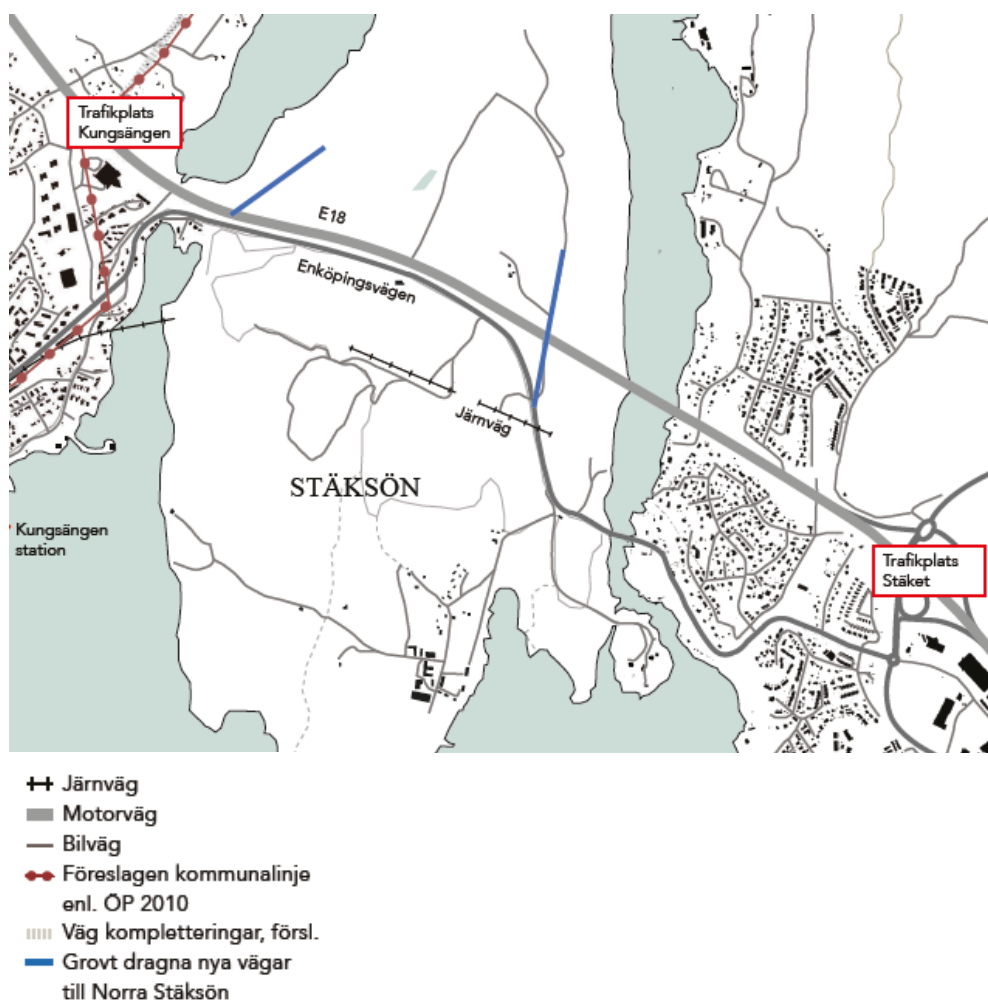 Trafikplats
Kungsängen
E18
Enköpingsvägen
Järnväg
STÄKSÖN
Kungsängen
station
Trafikplats
Stäket
Järnväg
Motorväg
Bilväg
Föreslagen kommunalinje
enl. ÖP 2010
Väg kompletteringar, försl.
Grovt dragna nya vägar
till Norra Stäksön